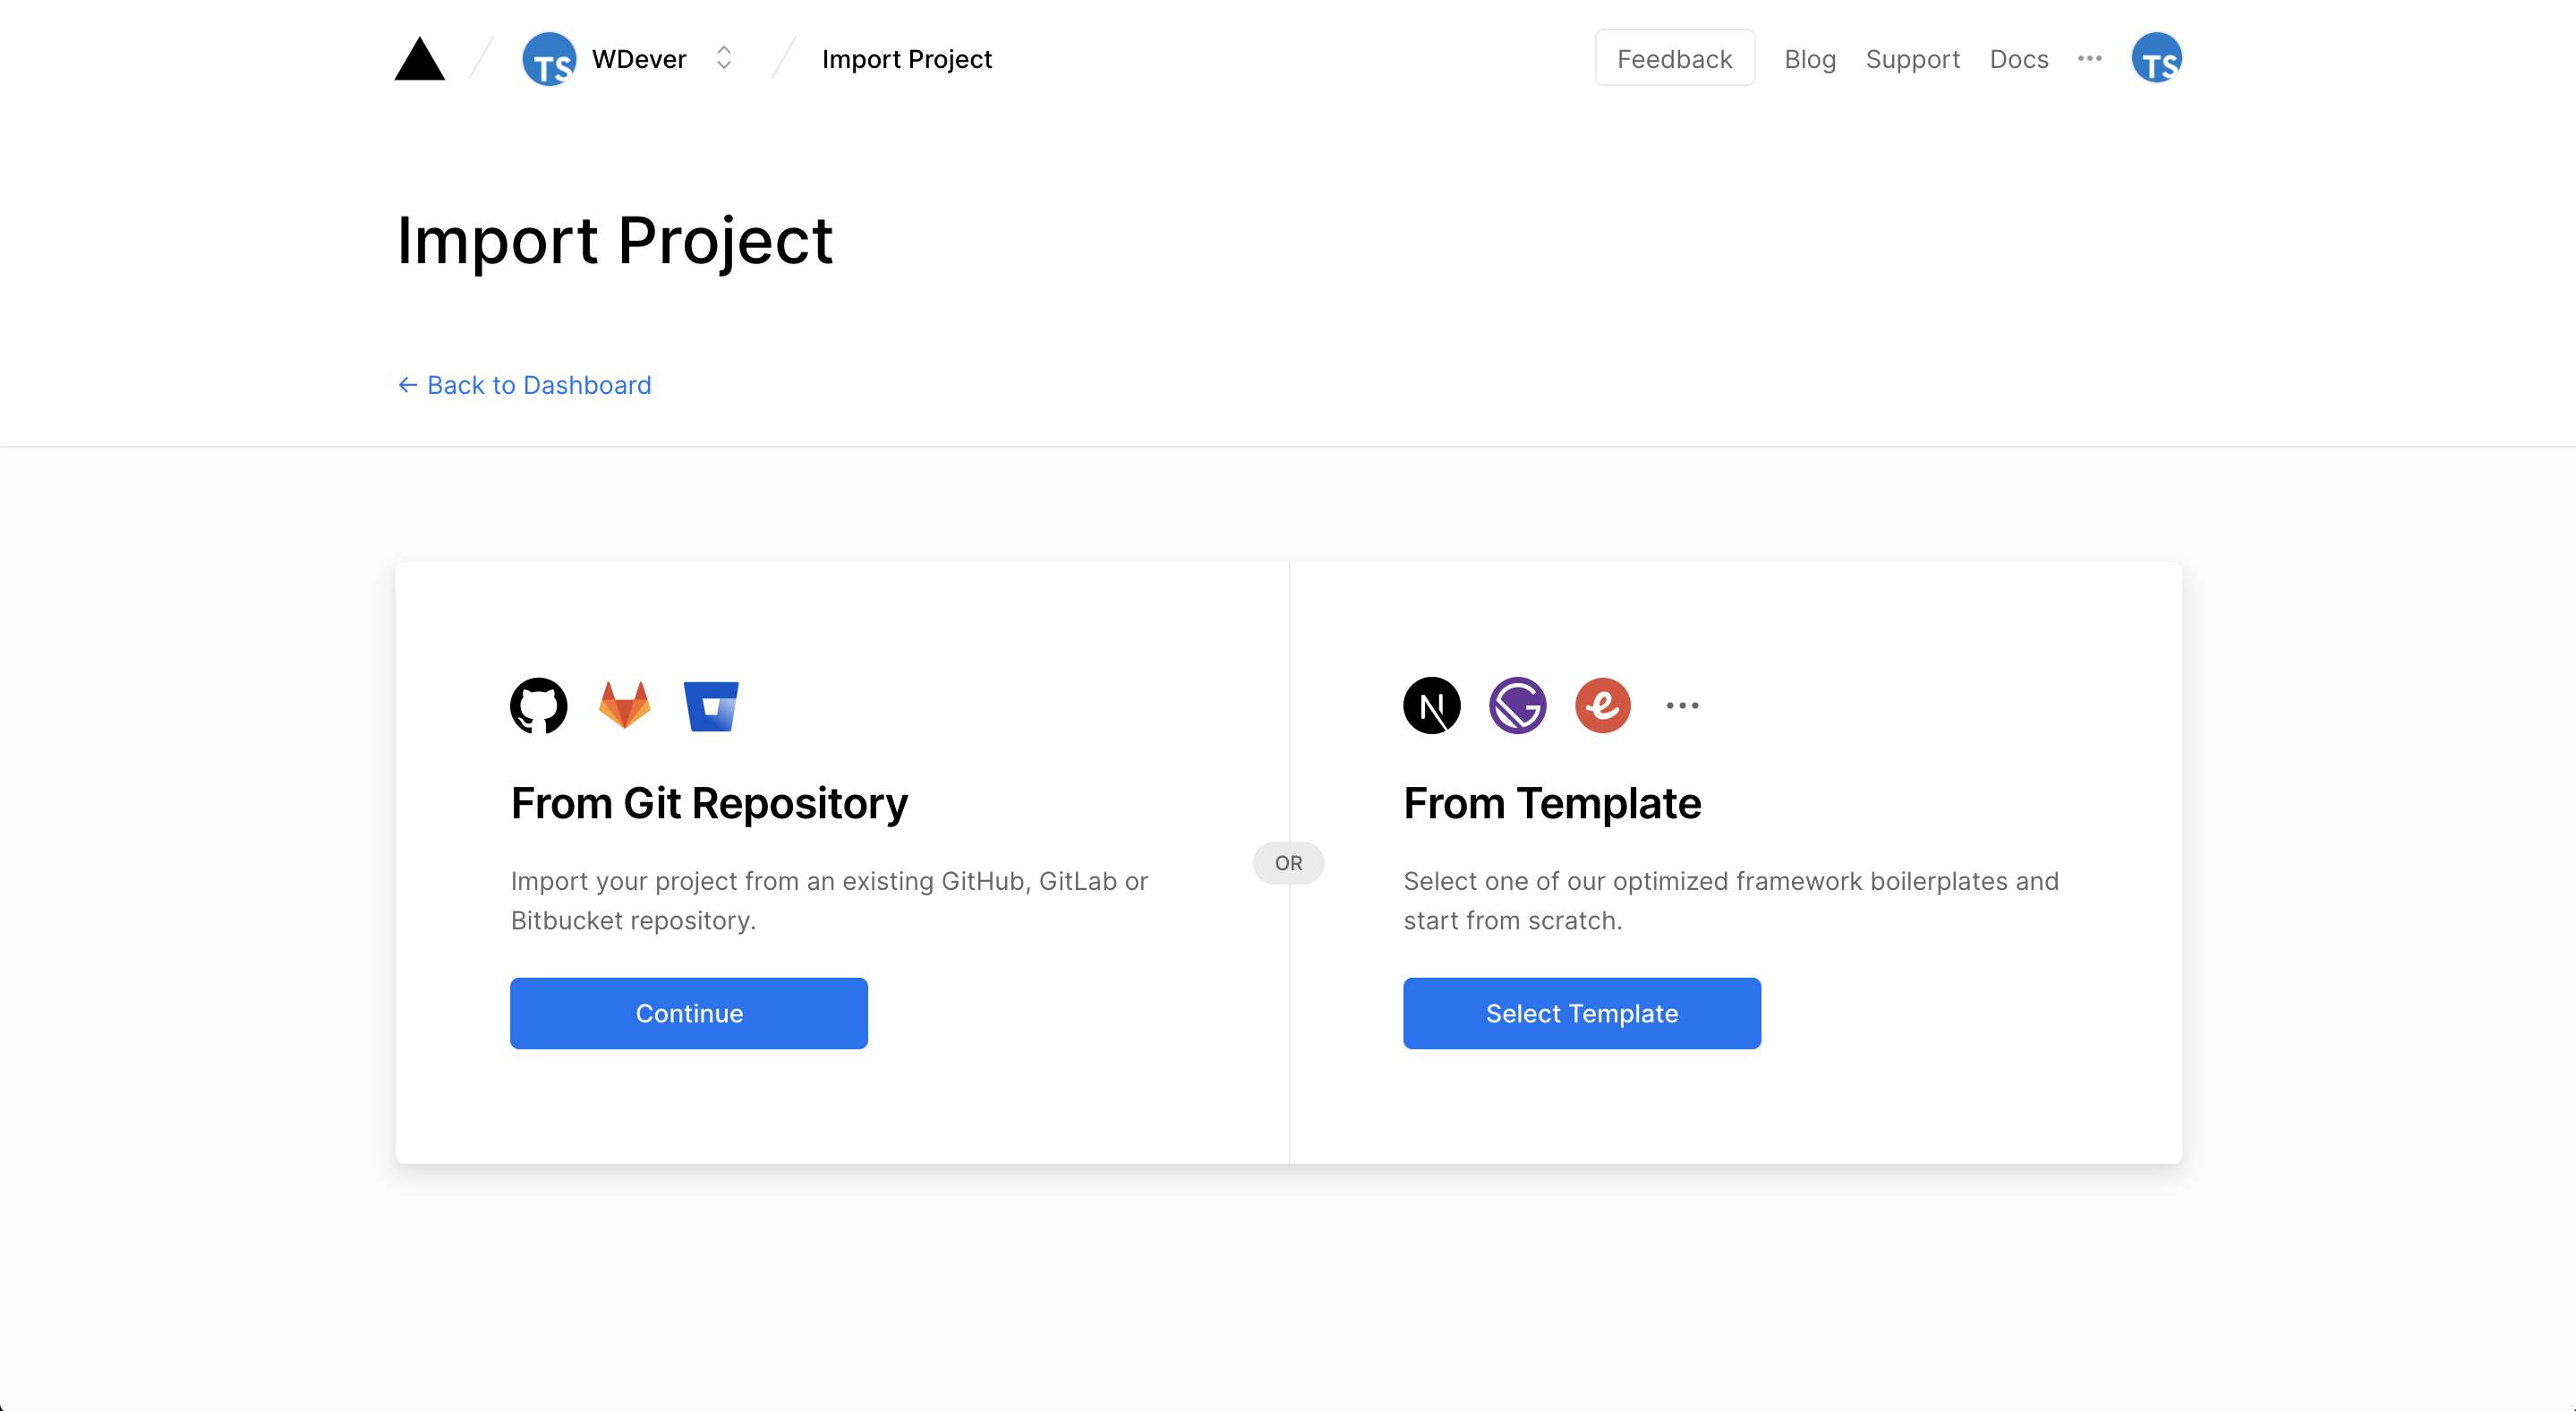 TS WDever Import Project Feedback Blog Support Docs TS
Import Project
← Back to Dashboard
From Git Repository
Import your project from an existing GitHub, GitLab or
Bitbucket repository.
Continue
OR
From Template
Select one of our optimized framework boilerplates and
start from scratch.
Select Template